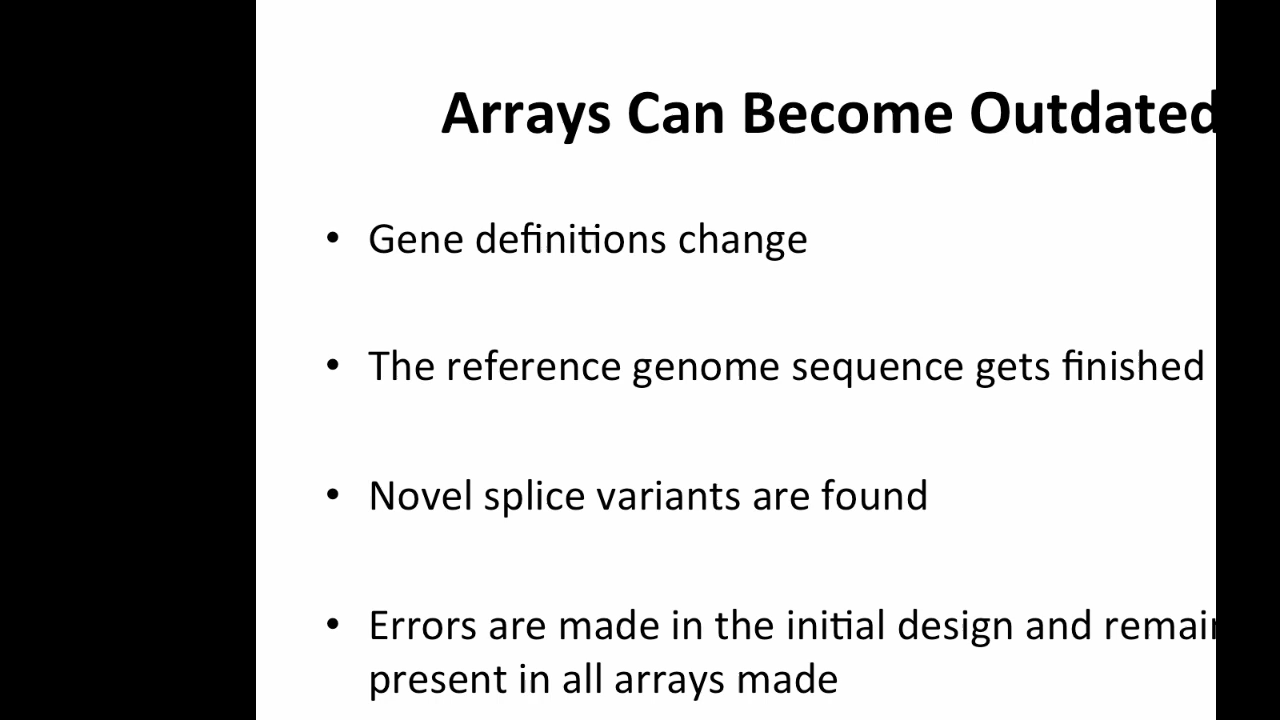 Arrays Can Become Outdated
• Gene definitions change
• The reference genome sequence gets finished
• Novel splice variants are found
• Errors are made in the initial design and remain
present in all arrays made